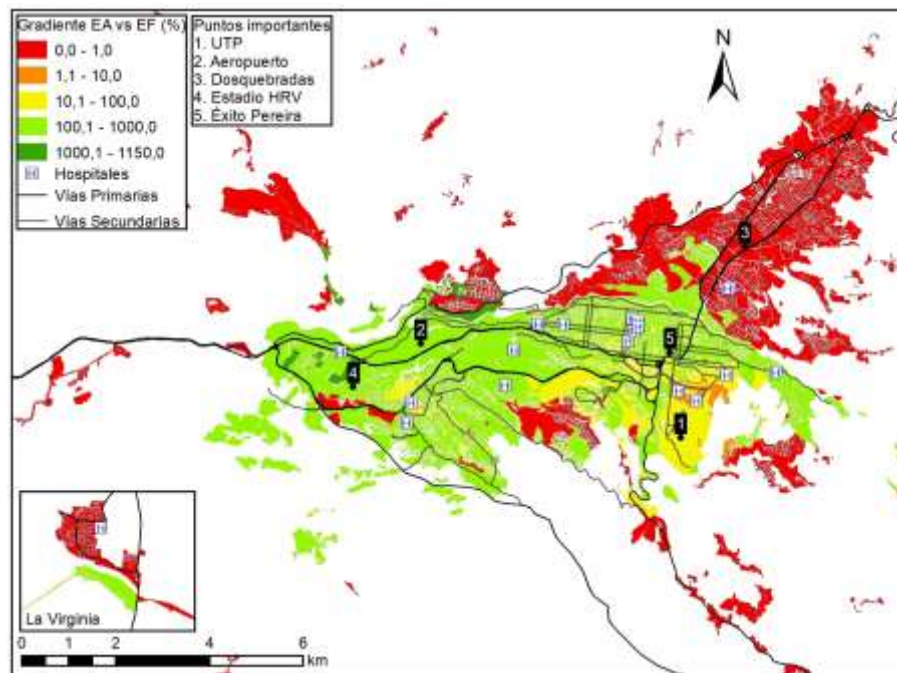 Gradiente EA vs EF (%)
0,0 - 1,0
1,1 - 10,0
10,1 - 100,0
100,1 - 1000,0
1000,1 - 1150,0
H Hospitales
Vías Primarias
Vías Secundarias
Puntos importantes
1. UTP
2. Aeropuerto
3. Dosquebradas
4. Estadio HRV
5. Éxito Pereira
N
3
2
5
4
1
La Virginia
0 1 2 4 6
km